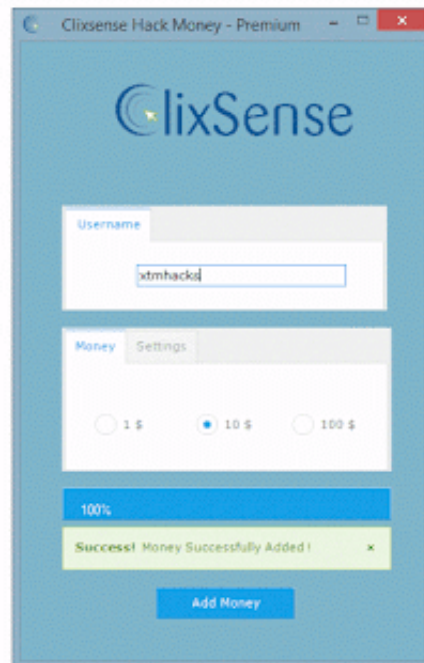 Clixsense Hack Money - Premium
ClixSense
Username
xtmhacks
Money Settings
1 $ 10 $ 100 $
100%
Success! Money Successfully Added ! ×
Add Money